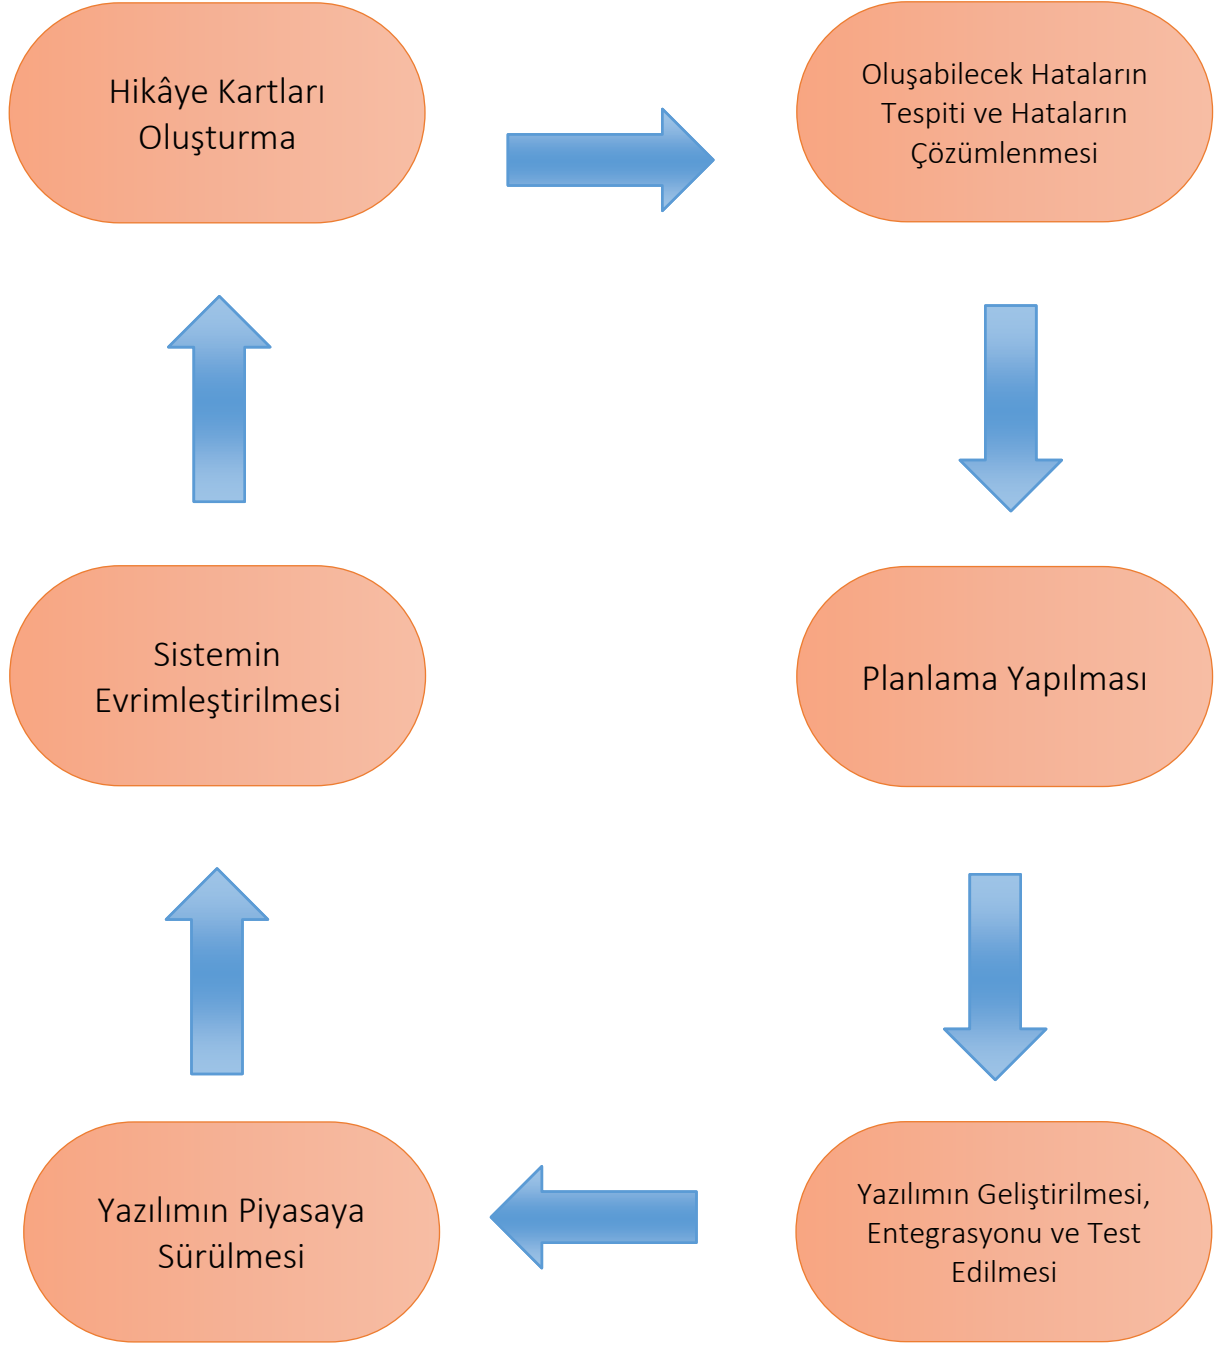 Hikâye Kartları
Oluşturma
Oluşabilecek Hataların
Tespiti ve Hataların
Çözümlenmesi
Planlama Yapılması
Yazılımın Geliştirilmesi,
Entegrasyonu ve Test
Edilmesi
Yazılımın Piyasaya
Sürülmesi
Sistemin
Evrimleştirilmesi